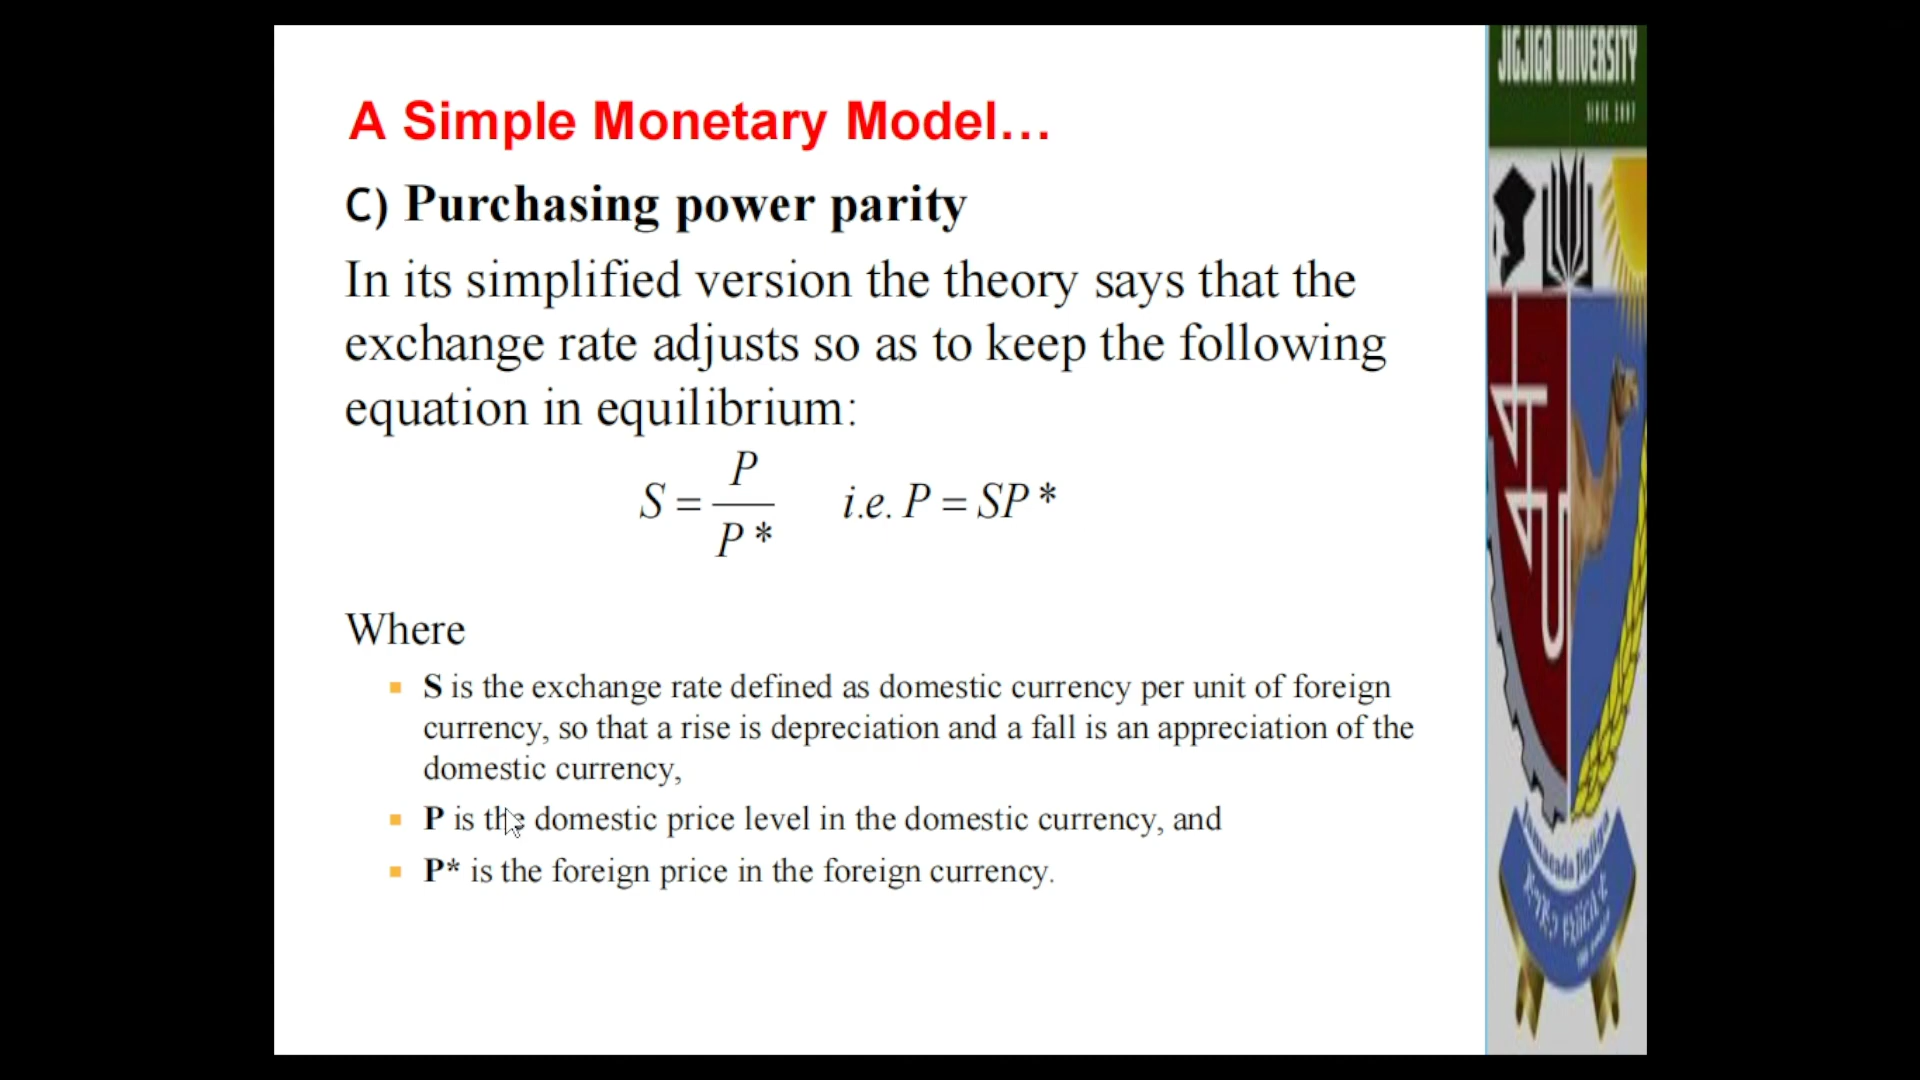 JIGJIGA UNIVERSITY
SINCE 2007
A Simple Monetary Model…
C) Purchasing power parity
In its simplified version the theory says that the
exchange rate adjusts so as to keep the following
equation in equilibrium:
S = P / P*    i.e. P = SP*
Where
▪ S is the exchange rate defined as domestic currency per unit of foreign
currency, so that a rise is depreciation and a fall is an appreciation of the
domestic currency,
▪ P is the domestic price level in the domestic currency, and
▪ P* is the foreign price in the foreign currency.